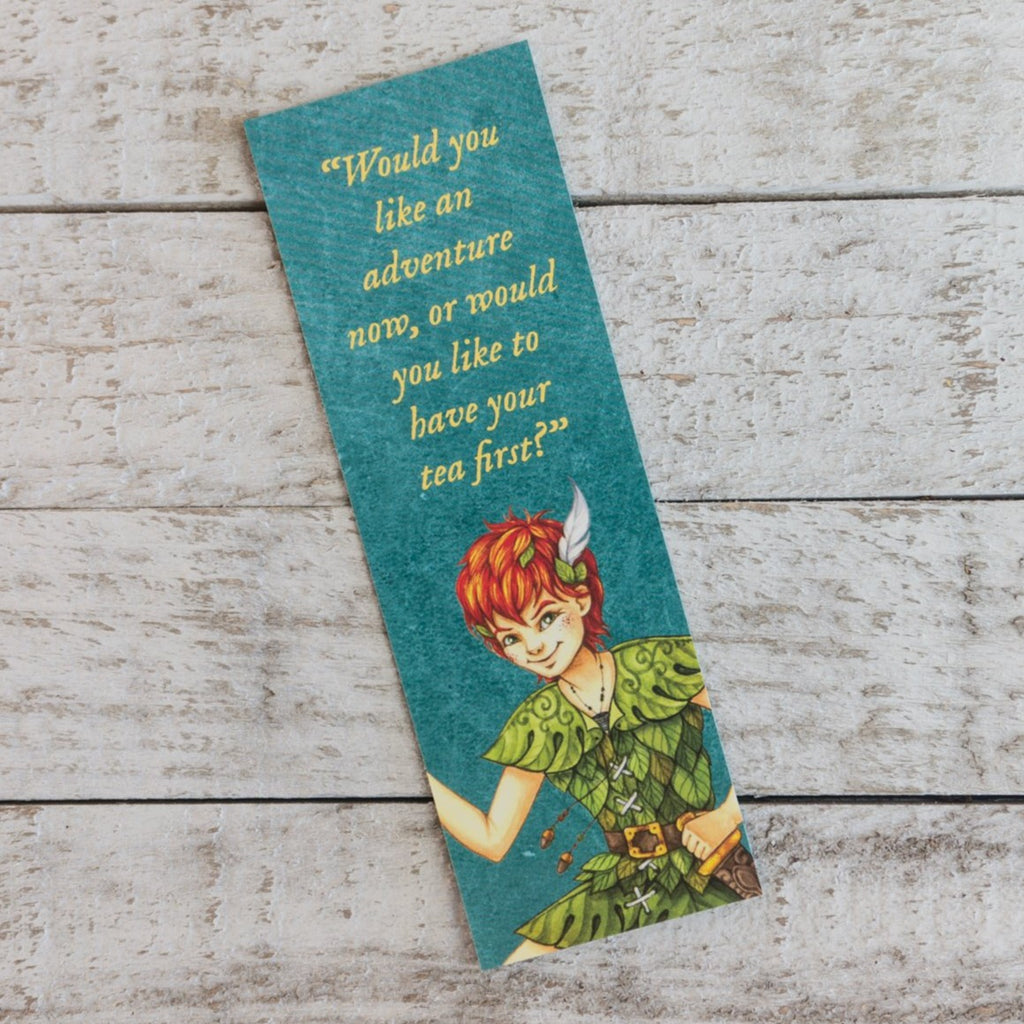 “Would you
like an
adventure
now, or would
you like to
have your
tea first?”